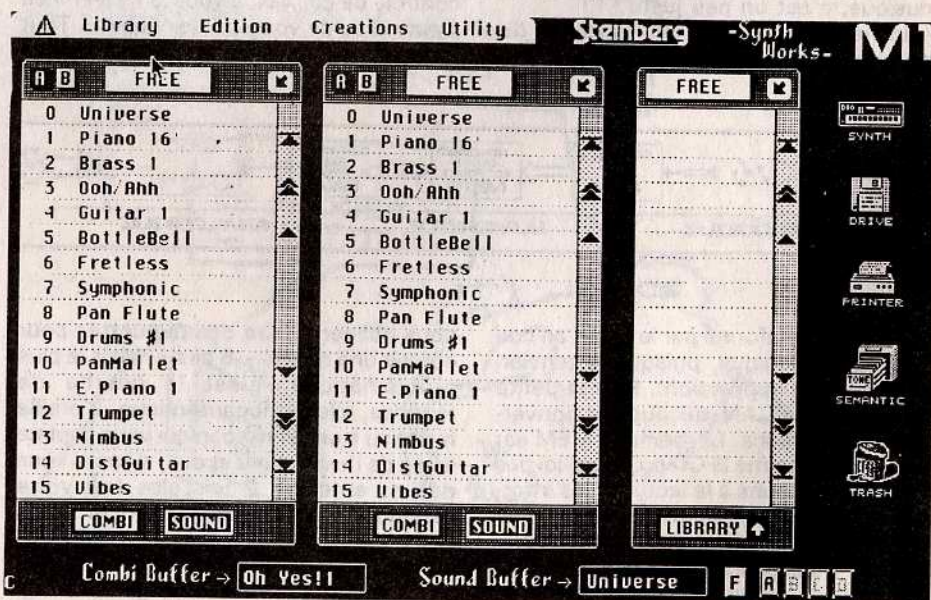 Library Edition Creations Utility Steinberg -Synth Works- M1
A B FREE
0 Universe
1 Piano 16'
2 Brass 1
3 Ooh/Ahh
4 Guitar 1
5 BottleBell
6 Fretless
7 Symphonic
8 Pan Flute
9 Drums #1
10 PanMallet
11 E.Piano 1
12 Trumpet
13 Nimbus
14 DistGuitar
15 Vibes
COMBI SOUND
A B FREE
0 Universe
1 Piano 16'
2 Brass 1
3 Ooh/Ahh
4 Guitar 1
5 BottleBell
6 Fretless
7 Symphonic
8 Pan Flute
9 Drums #1
10 PanMallet
11 E.Piano 1
12 Trumpet
13 Nimbus
14 DistGuitar
15 Vibes
COMBI SOUND
FREE
LIBRARY
SYNTH
DRIVE
PRINTER
TONE
SEMANTIC
TRASH
C
Combi Buffer → Oh Yes!1
Sound Buffer → Universe
F A B C D